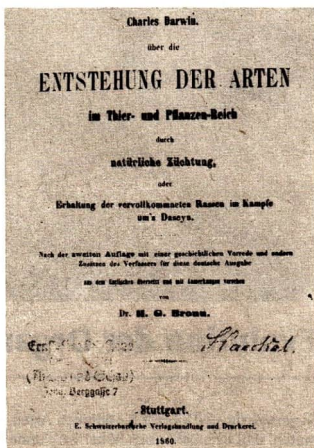 Charles Darwin.
über die
ENTSTEHUNG DER ARTEN
im Thier- und Pflanzen-Reich
durch
natürliche Züchtung,
oder
Erhaltung der vervollkommneten Rassen im Kampfe
um's Daseyn.
Nach der zweiten Auflage mit einer geschichtlichen Vorrede und andern
Zusätzen des Verfassers für diese deutsche Ausgabe
aus dem Englischen übersetzt und mit Anmerkungen versehen
von
Dr. H. G. Bronn.
Haeckel.
Berggasse 7
Stuttgart.
E. Schweizerbart'sche Verlagshandlung und Druckerei.
1860.